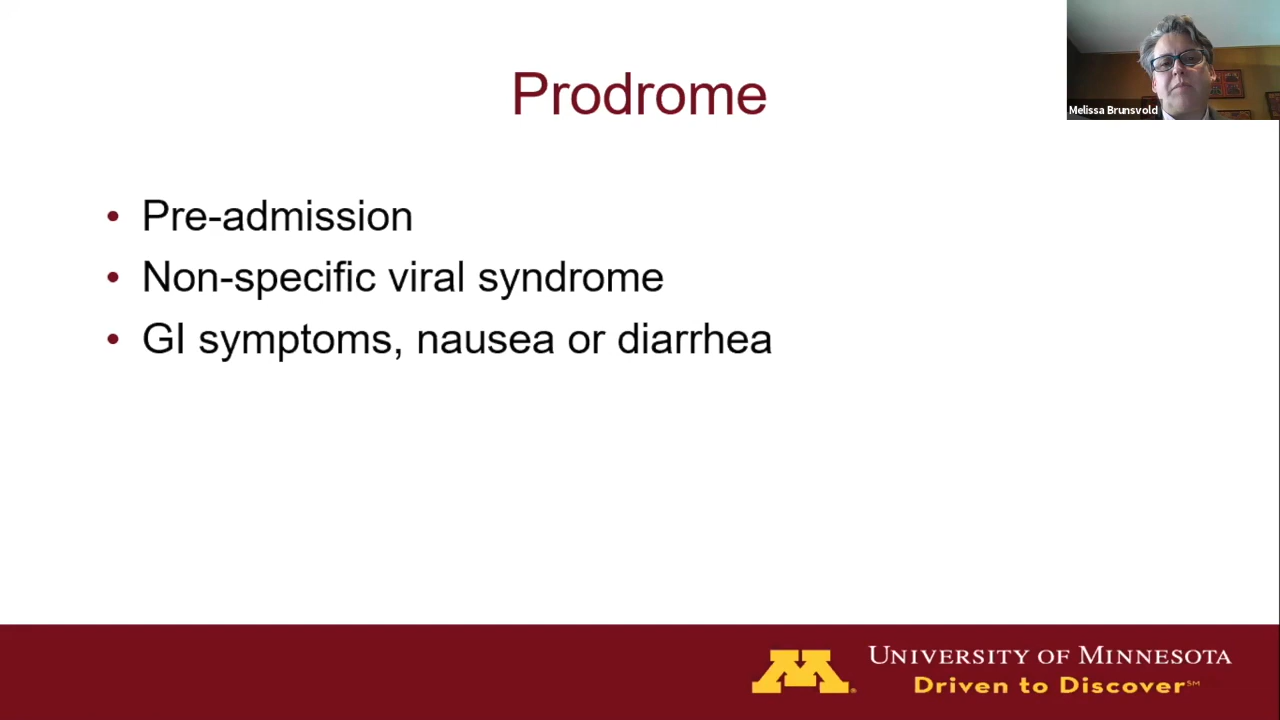 Prodrome
Melissa Brunsvold
• Pre-admission
• Non-specific viral syndrome
• GI symptoms, nausea or diarrhea
M
UNIVERSITY OF MINNESOTA
Driven to Discover℠